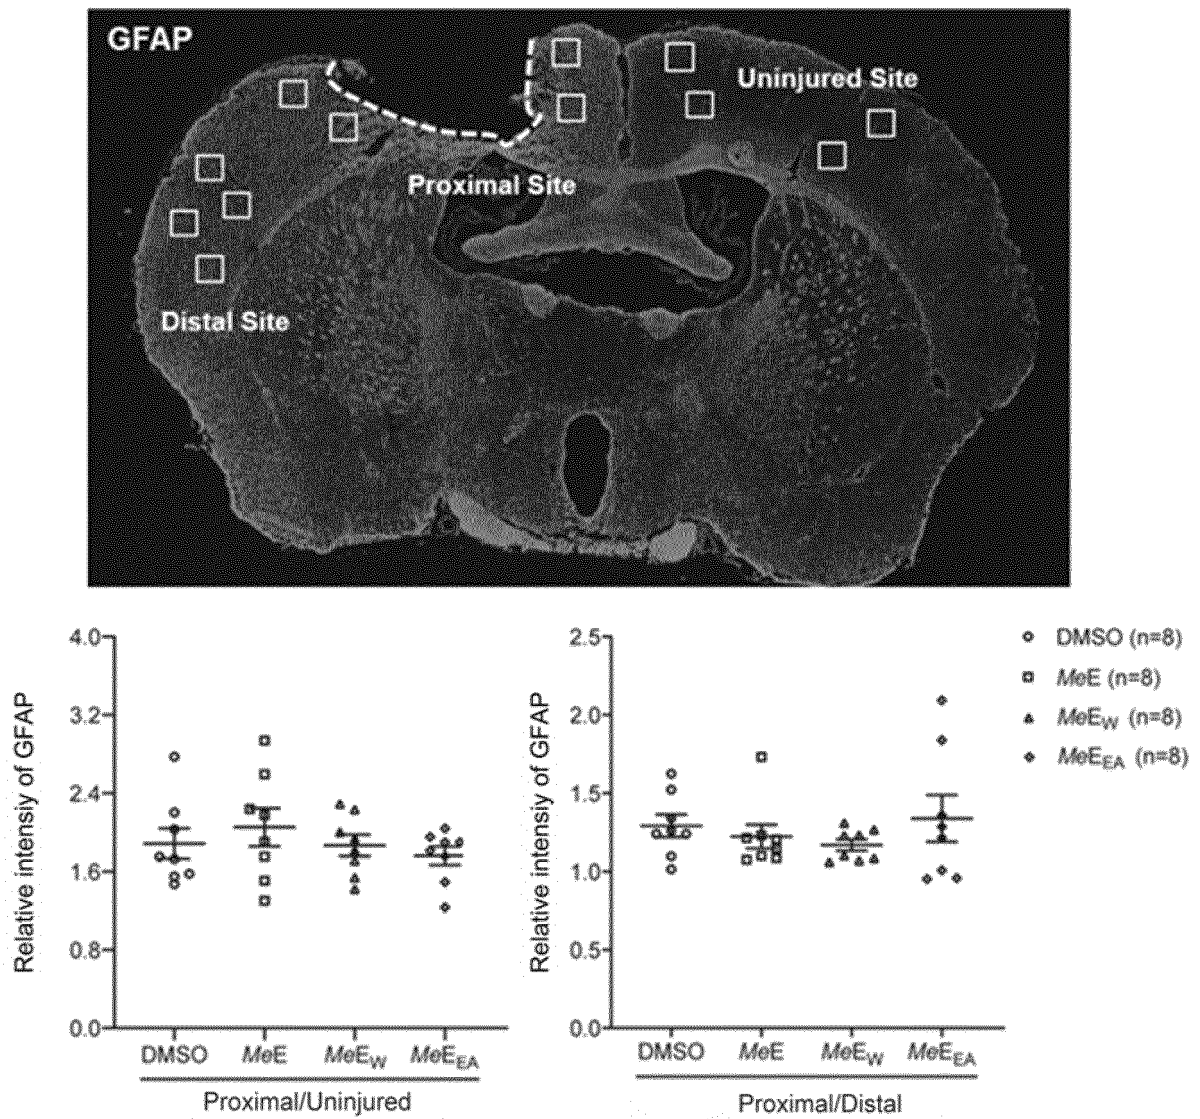 GFAP
Uninjured Site
Proximal Site
Distal Site
Relative intensiy of GFAP
4.0
3.2
2.4
1.6
0.8
0.0
DMSO MeE MeEW MeEEA
Proximal/Uninjured
Relative intensiy of GFAP
2.5
2.0
1.5
1.0
0.5
0.0
DMSO MeE MeEW MeEEA
Proximal/Distal
DMSO (n=8)
MeE (n=8)
MeEW (n=8)
MeEEA (n=8)